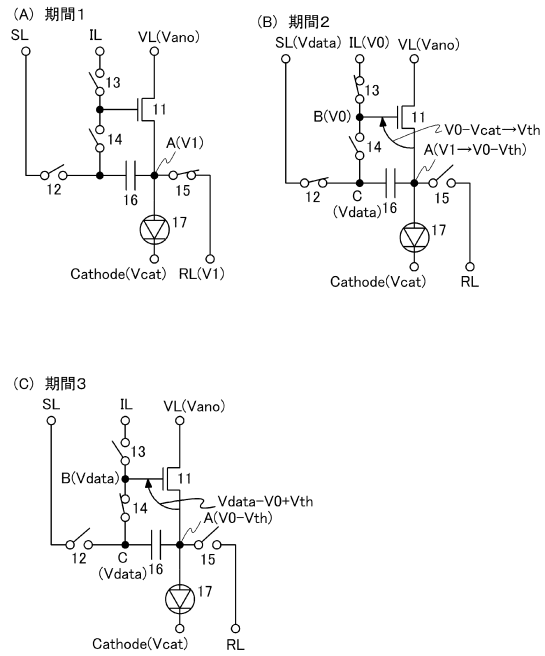 (A) 期間1
SL
IL
VL(Vano)
13
11
14
A(V1)
12
16
15
17
Cathode(Vcat)
RL(V1)
(B) 期間2
SL(Vdata)
IL(V0)
VL(Vano)
13
B(V0)
11
V0-Vcat→Vth
14
A(V1→V0-Vth)
12
C
(Vdata)
16
15
17
Cathode(Vcat)
RL
(C) 期間3
SL
IL
VL(Vano)
13
B(Vdata)
11
14
Vdata-V0+Vth
A(V0-Vth)
12
C
(Vdata)
16
15
17
Cathode(Vcat)
RL